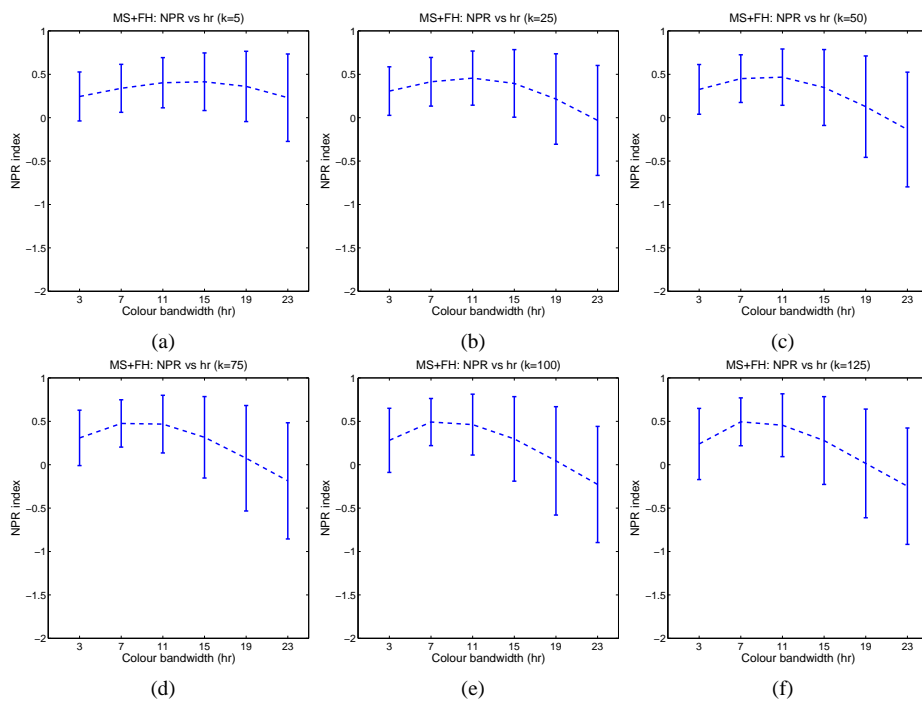 MS+FH: NPR vs hr (k=5)
NPR index
1
0.5
0
−0.5
−1
−1.5
−2
3 7 11 15 19 23
Colour bandwidth (hr)
(a)
MS+FH: NPR vs hr (k=25)
NPR index
1
0.5
0
−0.5
−1
−1.5
−2
3 7 11 15 19 23
Colour bandwidth (hr)
(b)
MS+FH: NPR vs hr (k=50)
NPR index
1
0.5
0
−0.5
−1
−1.5
−2
3 7 11 15 19 23
Colour bandwidth (hr)
(c)
MS+FH: NPR vs hr (k=75)
NPR index
1
0.5
0
−0.5
−1
−1.5
−2
3 7 11 15 19 23
Colour bandwidth (hr)
(d)
MS+FH: NPR vs hr (k=100)
NPR index
1
0.5
0
−0.5
−1
−1.5
−2
3 7 11 15 19 23
Colour bandwidth (hr)
(e)
MS+FH: NPR vs hr (k=125)
NPR index
1
0.5
0
−0.5
−1
−1.5
−2
3 7 11 15 19 23
Colour bandwidth (hr)
(f)